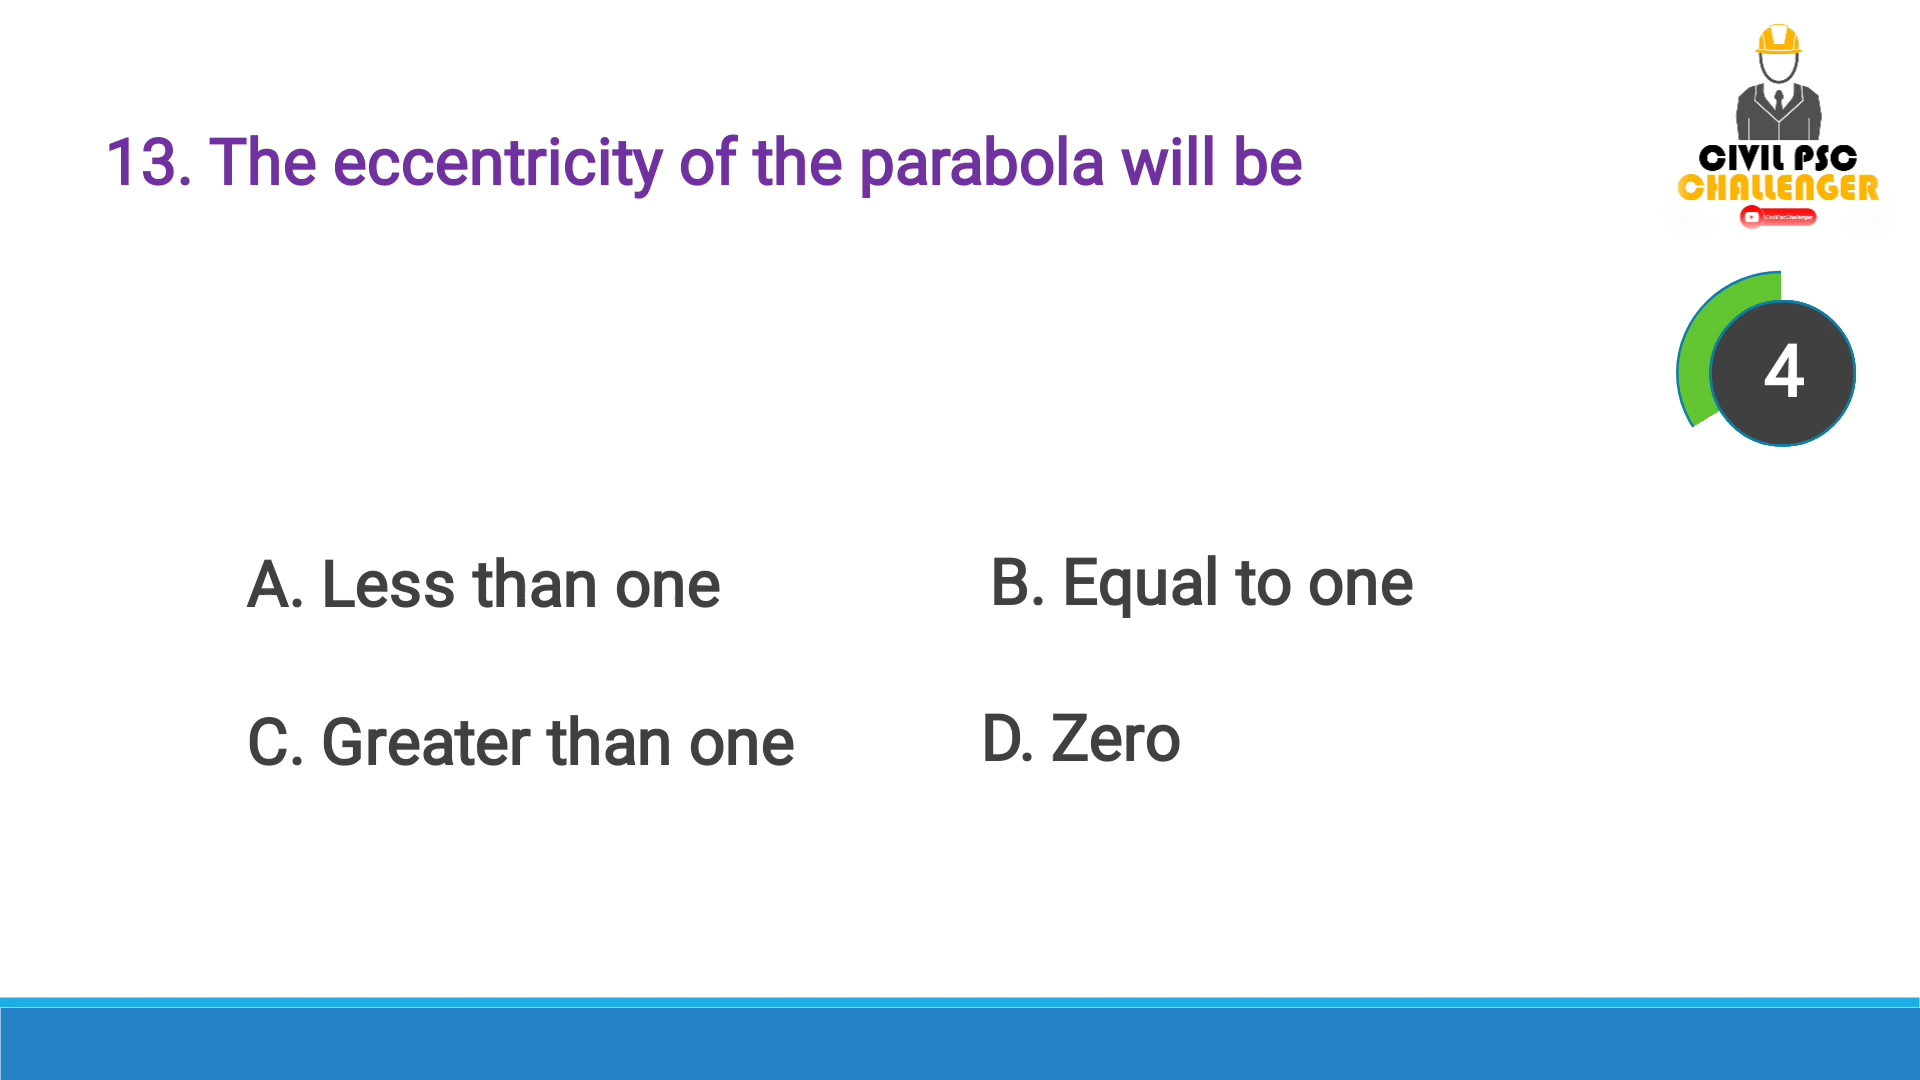 13. The eccentricity of the parabola will be
CIVIL PSC
CHALLENGER
4
A. Less than one
B. Equal to one
C. Greater than one
D. Zero